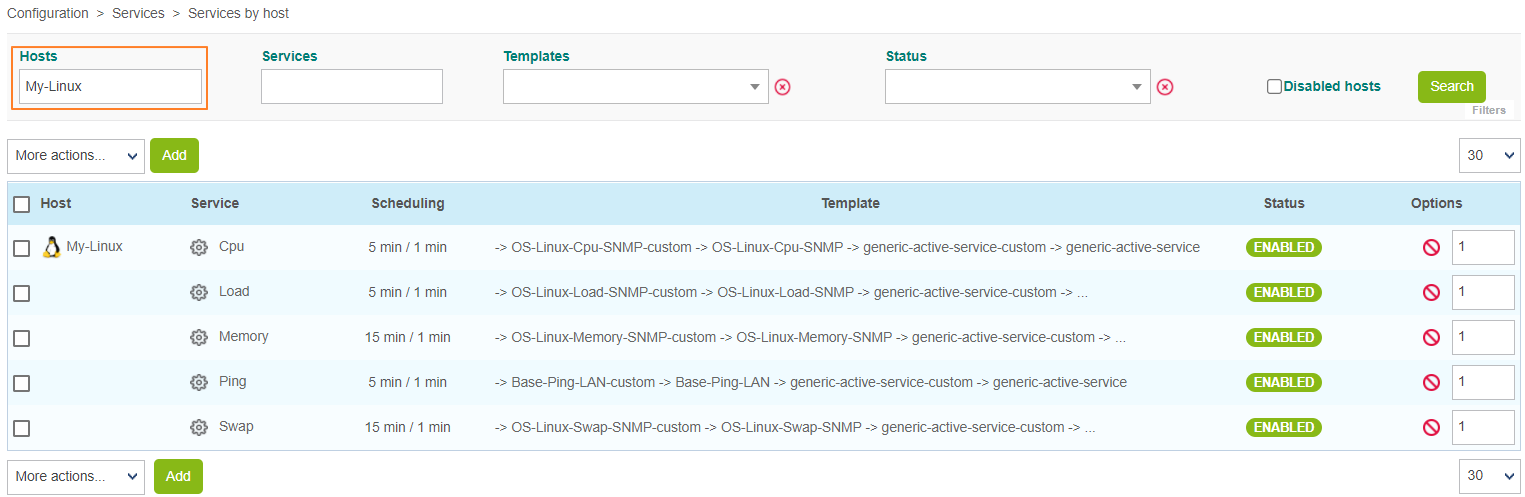 Configuration > Services > Services by host
Hosts Services Templates Status
My-Linux Disabled hosts Search
Filters
More actions... Add 30
Host Service Scheduling Template Status Options
My-Linux Cpu 5 min / 1 min -> OS-Linux-Cpu-SNMP-custom -> OS-Linux-Cpu-SNMP -> generic-active-service-custom -> generic-active-service ENABLED 1
Load 5 min / 1 min -> OS-Linux-Load-SNMP-custom -> OS-Linux-Load-SNMP -> generic-active-service-custom -> ... ENABLED 1
Memory 15 min / 1 min -> OS-Linux-Memory-SNMP-custom -> OS-Linux-Memory-SNMP -> generic-active-service-custom -> ... ENABLED 1
Ping 5 min / 1 min -> Base-Ping-LAN-custom -> Base-Ping-LAN -> generic-active-service-custom -> generic-active-service ENABLED 1
Swap 15 min / 1 min -> OS-Linux-Swap-SNMP-custom -> OS-Linux-Swap-SNMP -> generic-active-service-custom -> ... ENABLED 1
More actions... Add 30